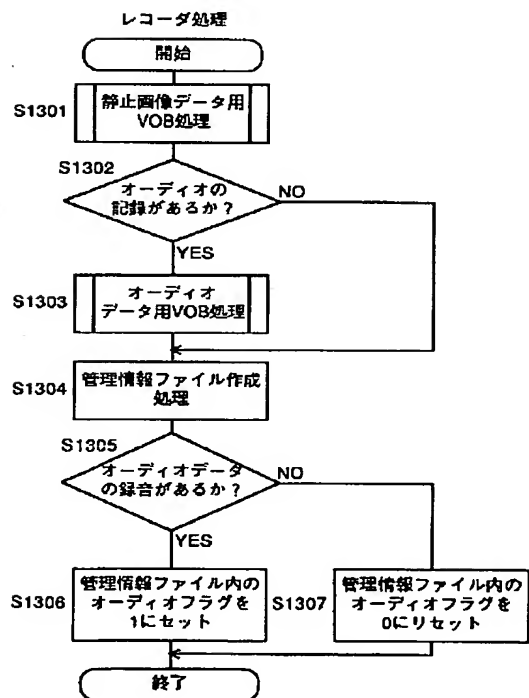 レコーダ処理
開始
S1301
静止画像データ用
VOB処理
S1302
オーディオの
記録があるか?
NO
YES
S1303
オーディオ
データ用VOB処理
S1304
管理情報ファイル作成
処理
S1305
オーディオデータ
の録音があるか?
NO
YES
S1306
管理情報ファイル内の
オーディオフラグを
1にセット
S1307
管理情報ファイル内の
オーディオフラグを
0にリセット
終了